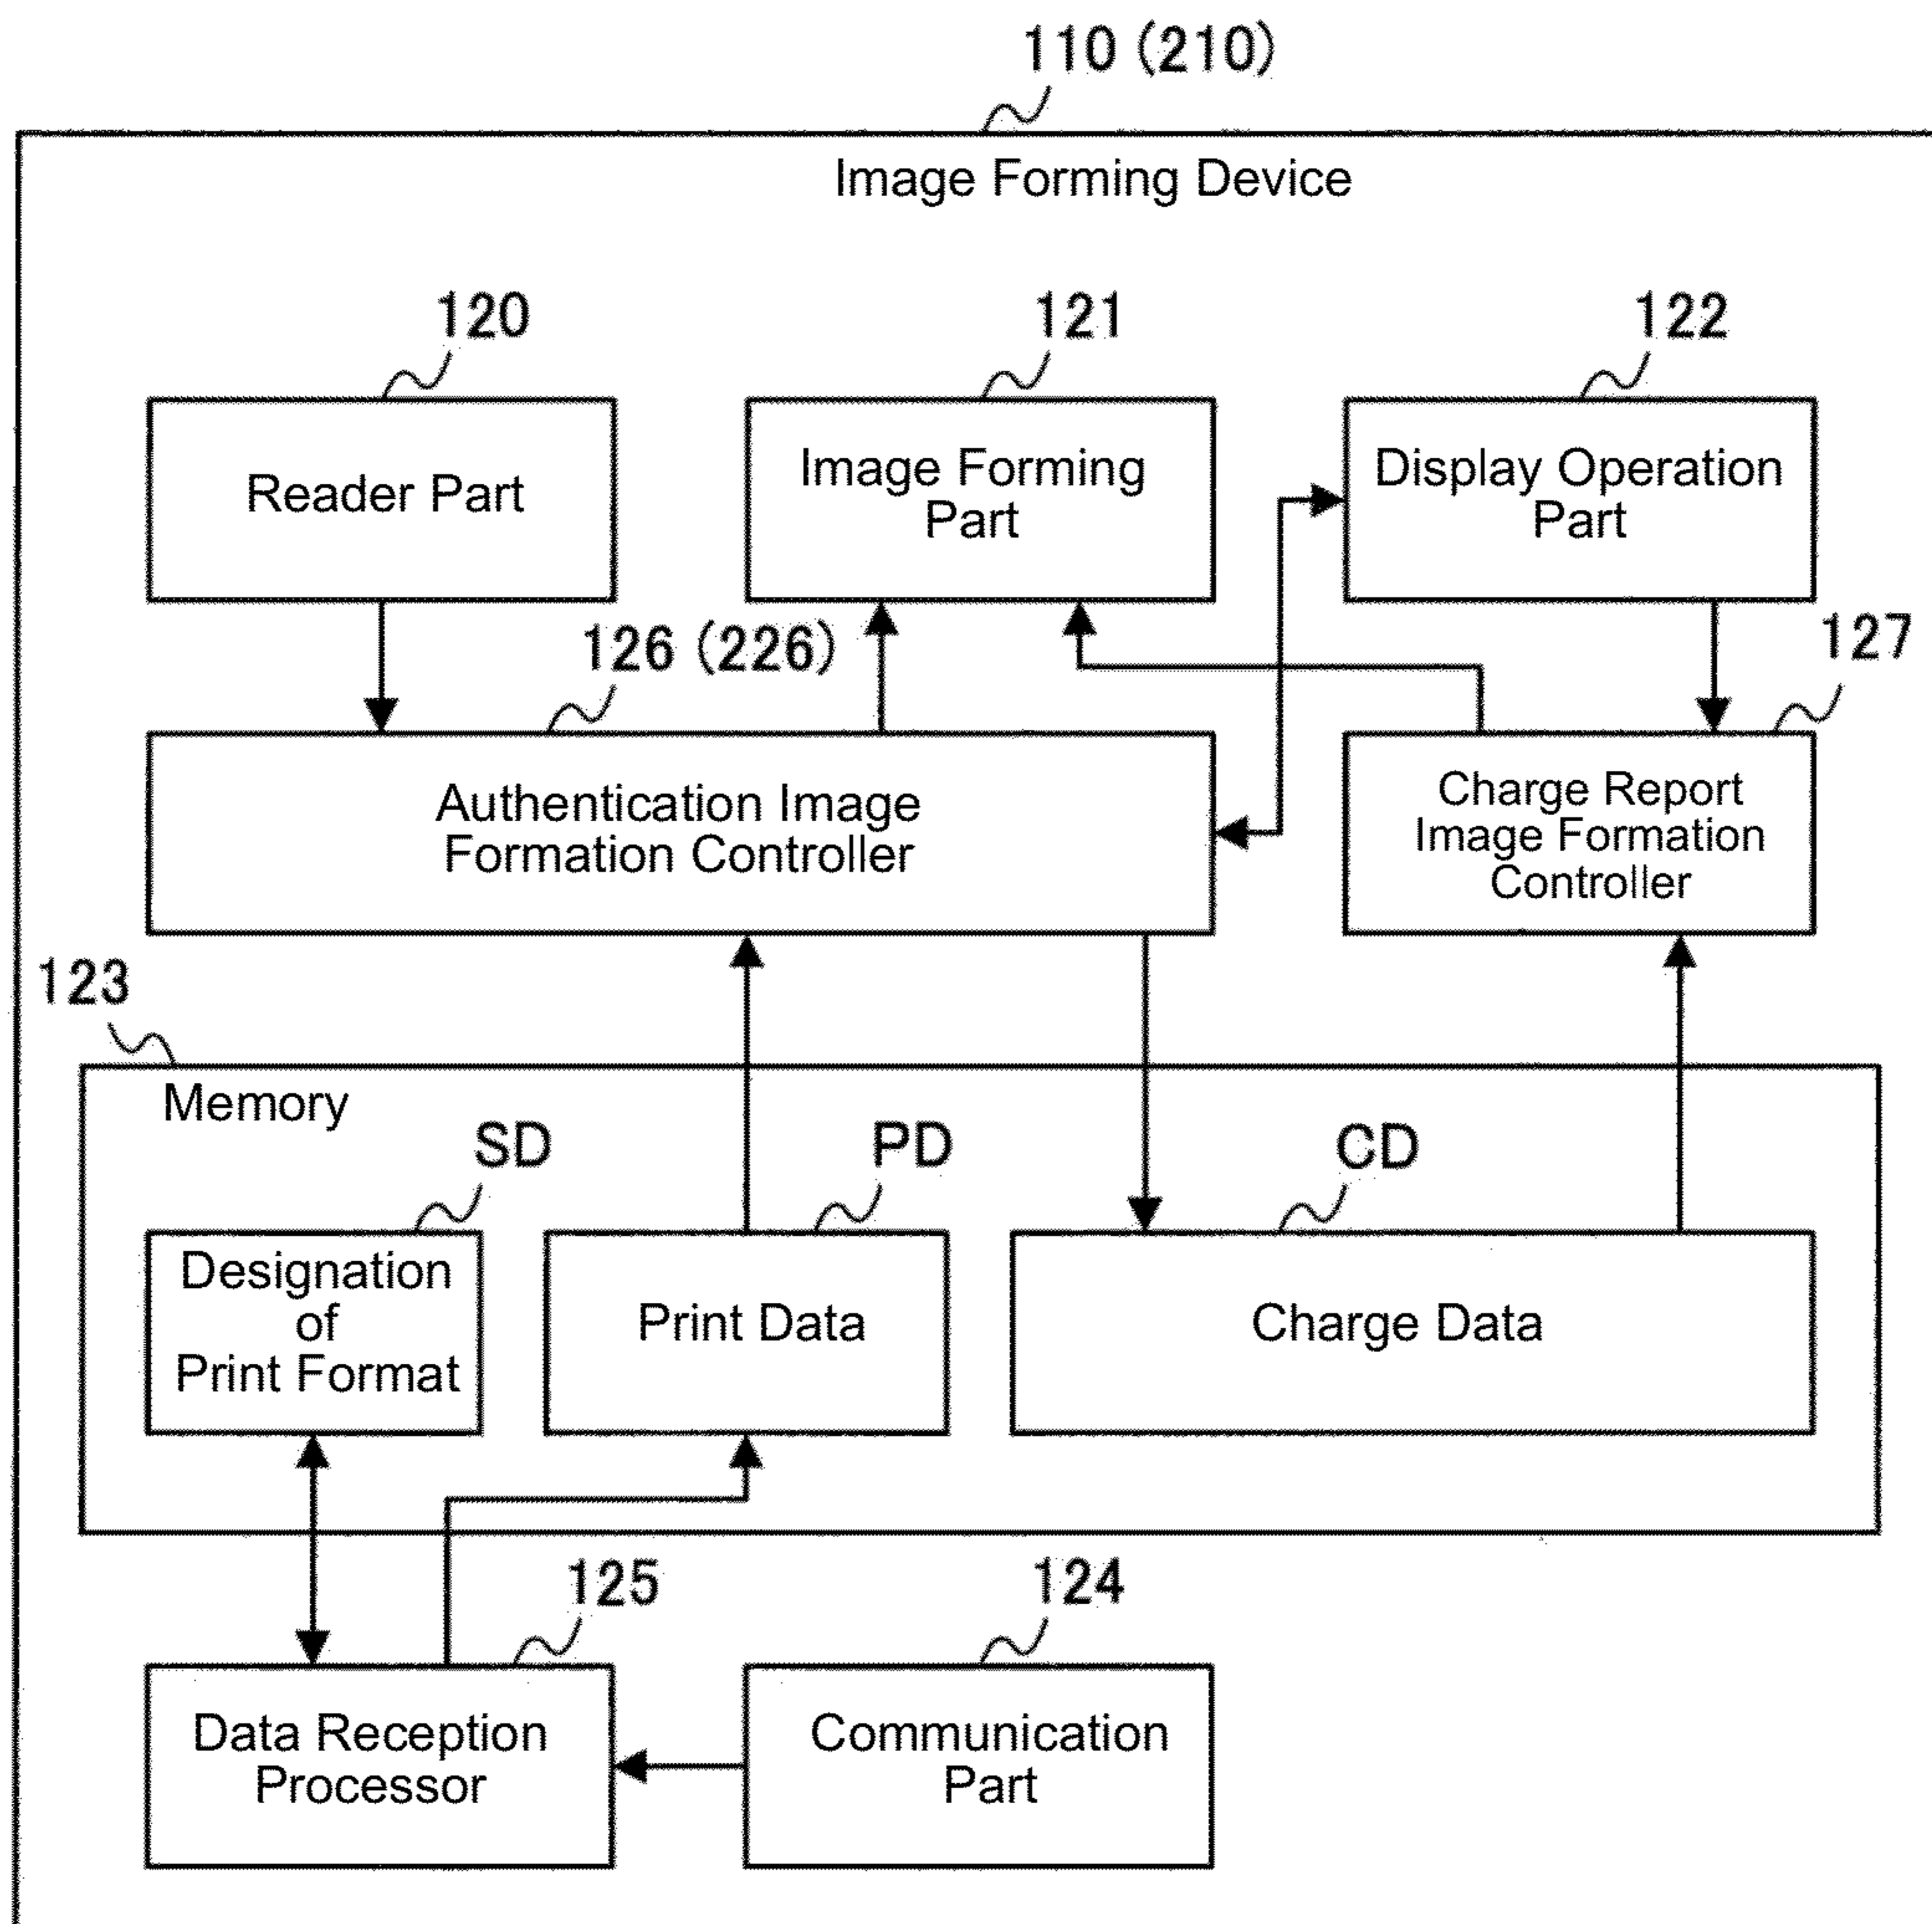 110 (210)
Image Forming Device
120
121
122
Reader Part
Image Forming
Part
Display Operation
Part
126 (226)
127
Authentication Image
Formation Controller
Charge Report
Image Formation
Controller
123
Memory
SD
PD
CD
Designation
of
Print Format
Print Data
Charge Data
125
124
Data Reception
Processor
Communication
Part